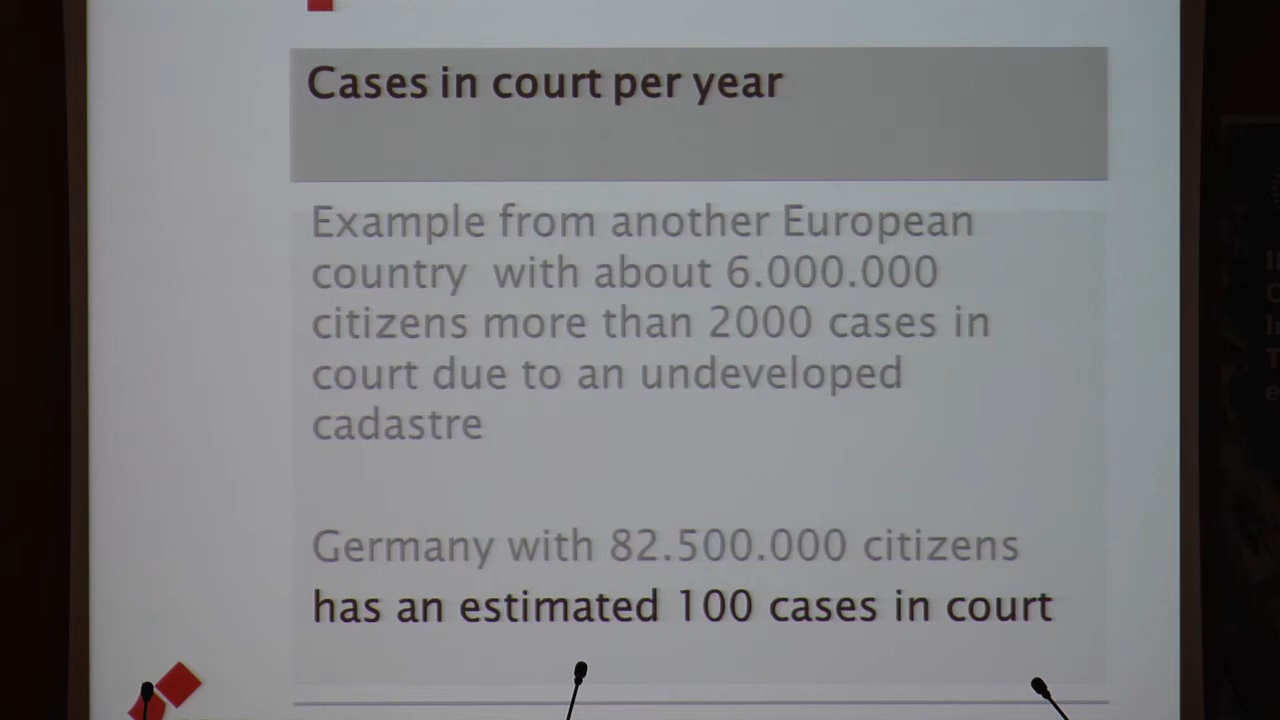 Cases in court per year
Example from another European
country with about 6.000.000
citizens more than 2000 cases in
court due to an undeveloped
cadastre
Germany with 82.500.000 citizens
has an estimated 100 cases in court